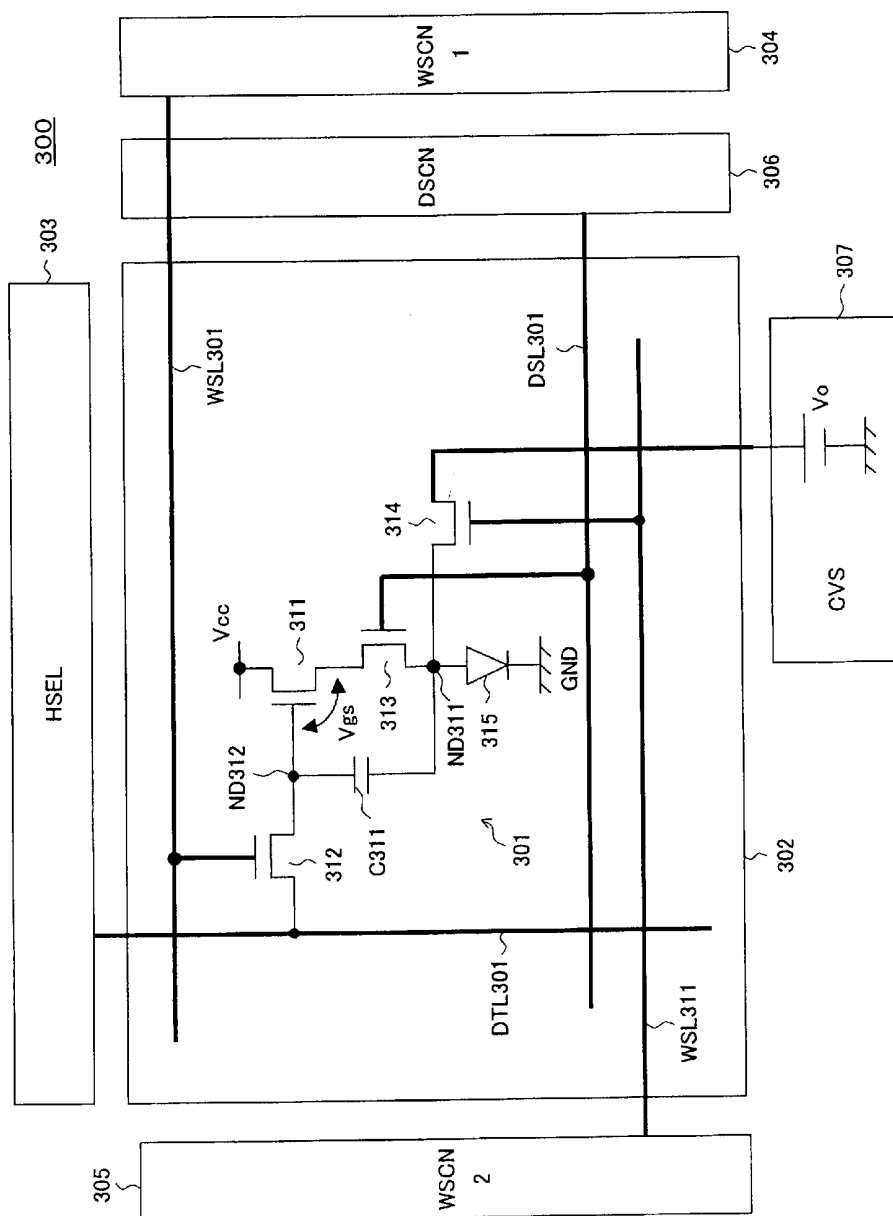 300
303
HSEL
WSCN
1
304
DSCN
306
WSL301
Vcc
311
ND312
Vgs
312
C311
313
ND311
314
DSL301
315
GND
301
DTL301
302
WSL311
305
WSCN
2
307
Vo
CVS